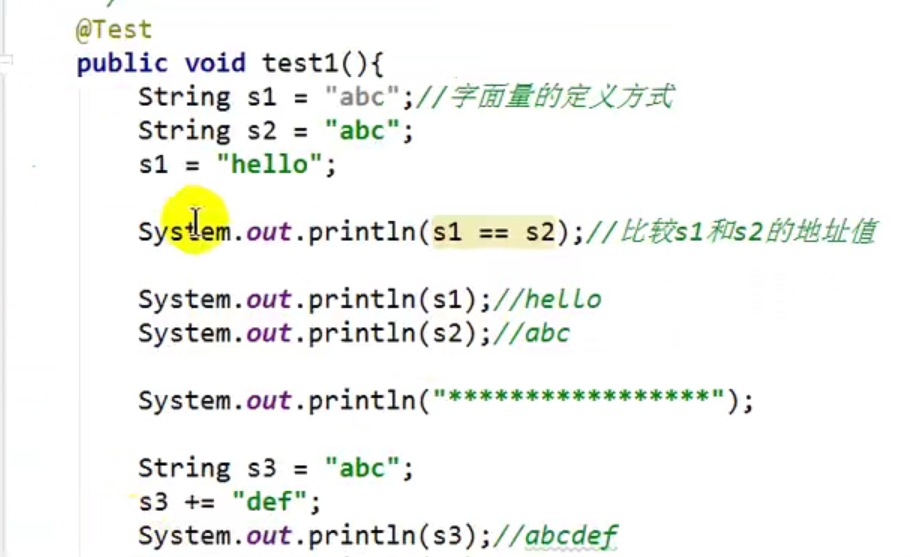 @Test
public void test1(){
String s1 = "abc";//字面量的定义方式
String s2 = "abc";
s1 = "hello";
System.out.println(s1 == s2);//比较s1和s2的地址值
System.out.println(s1);//hello
System.out.println(s2);//abc
System.out.println("*****************");
String s3 = "abc";
s3 += "def";
System.out.println(s3);//abcdef